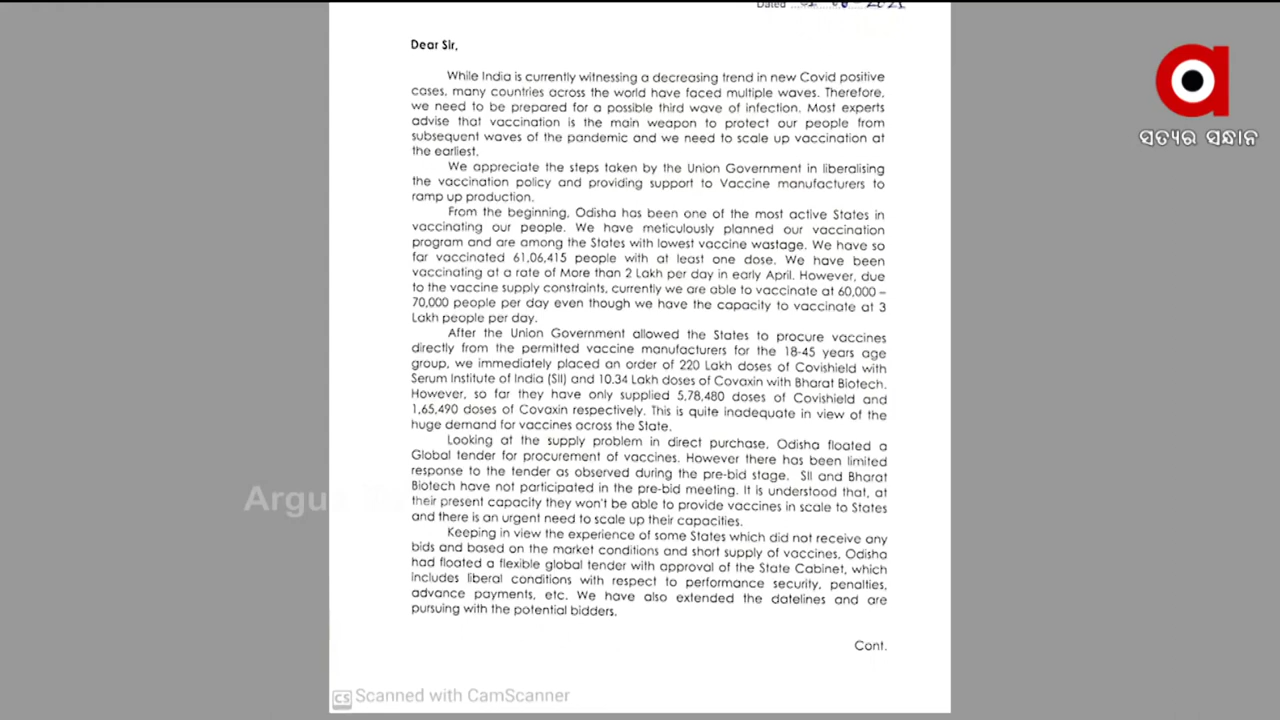 Dated
Dear Sir,
While India is currently witnessing a decreasing trend in new Covid positive
cases, many countries across the world have faced multiple waves. Therefore,
we need to be prepared for a possible third wave of infection. Most experts
advise that vaccination is the main weapon to protect our people from
subsequent waves of the pandemic and we need to scale up vaccination at
the earliest.
We appreciate the steps taken by the Union Government in liberalising
the vaccination policy and providing support to Vaccine manufacturers to
ramp up production.
From the beginning, Odisha has been one of the most active States in
vaccinating our people. We have meticulously planned our vaccination
program and are among the States with lowest vaccine wastage. We have so
far vaccinated 61,06,415 people with at least one dose. We have been
vaccinating at a rate of More than 2 Lakh per day in early April. However, due
to the vaccine supply constraints, currently we are able to vaccinate at 60,000 –
70,000 people per day even though we have the capacity to vaccinate at 3
Lakh people per day.
After the Union Government allowed the States to procure vaccines
directly from the permitted vaccine manufacturers for the 18-45 years age
group, we immediately placed an order of 220 Lakh doses of Covishield with
Serum Institute of India (SII) and 10.34 Lakh doses of Covaxin with Bharat Biotech.
However, so far they have only supplied 5,78,480 doses of Covishield and
1,65,490 doses of Covaxin respectively. This is quite inadequate in view of the
huge demand for vaccines across the State.
Looking at the supply problem in direct purchase, Odisha floated a
Global tender for procurement of vaccines. However there has been limited
response to the tender as observed during the pre-bid stage. SII and Bharat
Biotech have not participated in the pre-bid meeting. It is understood that, at
their present capacity they won't be able to provide vaccines in scale to States
and there is an urgent need to scale up their capacities.
Keeping in view the experience of some States which did not receive any
bids and based on the market conditions and short supply of vaccines, Odisha
had floated a flexible global tender with approval of the State Cabinet, which
includes liberal conditions with respect to performance security, penalties,
advance payments, etc. We have also extended the datelines and are
pursuing with the potential bidders.
Cont.
CS Scanned with CamScanner
ସତ୍ୟର ସନ୍ଧାନ